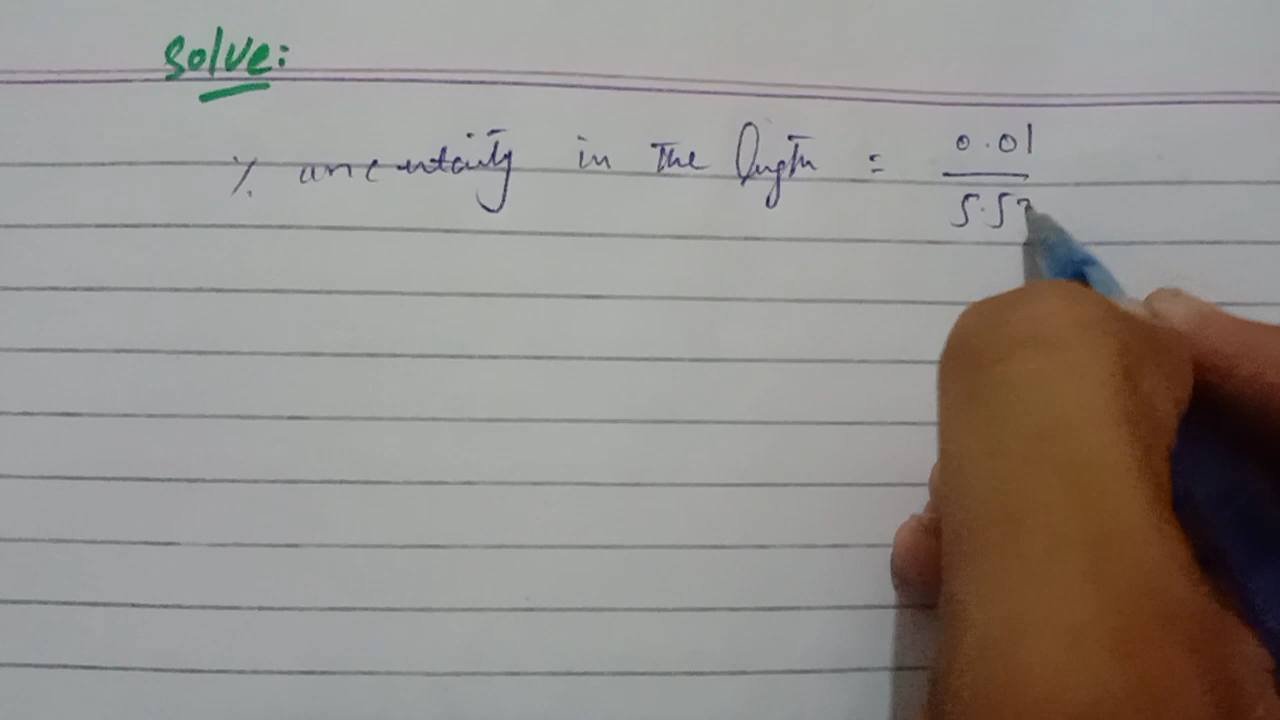 Solve:
% uncertainty in the length = 0.01
5.5